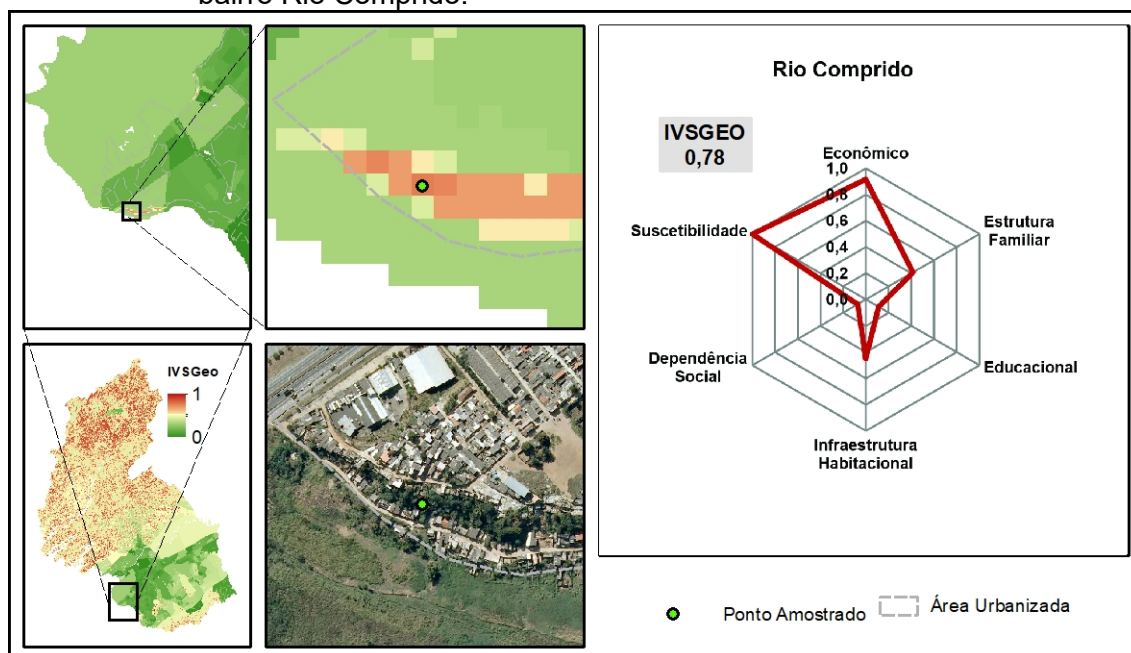 bairro Rio Comprido.
IVSGeo
1
0
Rio Comprido
IVSGEO
0,78
Econômico
1,0
0,8
0,6
0,4
0,2
0,0
Estrutura
Familiar
Educacional
Infraestrutura
Habitacional
Dependência
Social
Suscetibilidade
Ponto Amostrado
Área Urbanizada